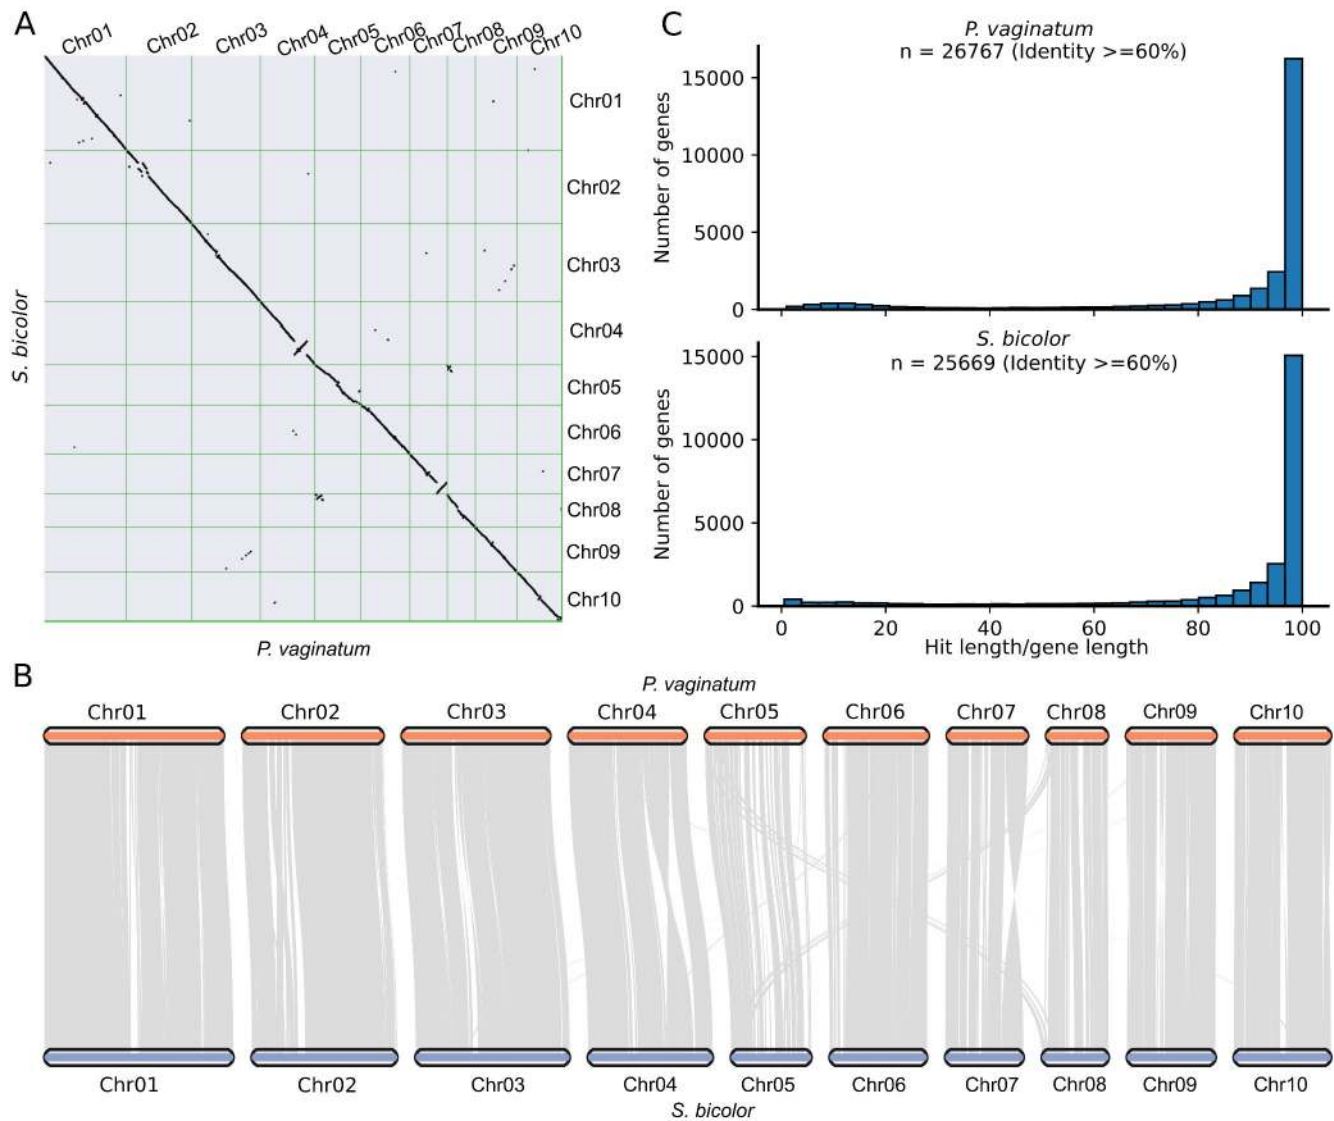 A
Chr01 Chr02 Chr03 Chr04 Chr05 Chr06 Chr07 Chr08 Chr09 Chr10
Chr01
Chr02
Chr03
Chr04
Chr05
Chr06
Chr07
Chr08
Chr09
Chr10
S. bicolor
P. vaginatum
C
P. vaginatum
n = 26767 (Identity >=60%)
Number of genes
15000
10000
5000
0
S. bicolor
n = 25669 (Identity >=60%)
Number of genes
15000
10000
5000
0
0 20 40 60 80 100
Hit length/gene length
B
P. vaginatum
Chr01 Chr02 Chr03 Chr04 Chr05 Chr06 Chr07 Chr08 Chr09 Chr10
Chr01 Chr02 Chr03 Chr04 Chr05 Chr06 Chr07 Chr08 Chr09 Chr10
S. bicolor